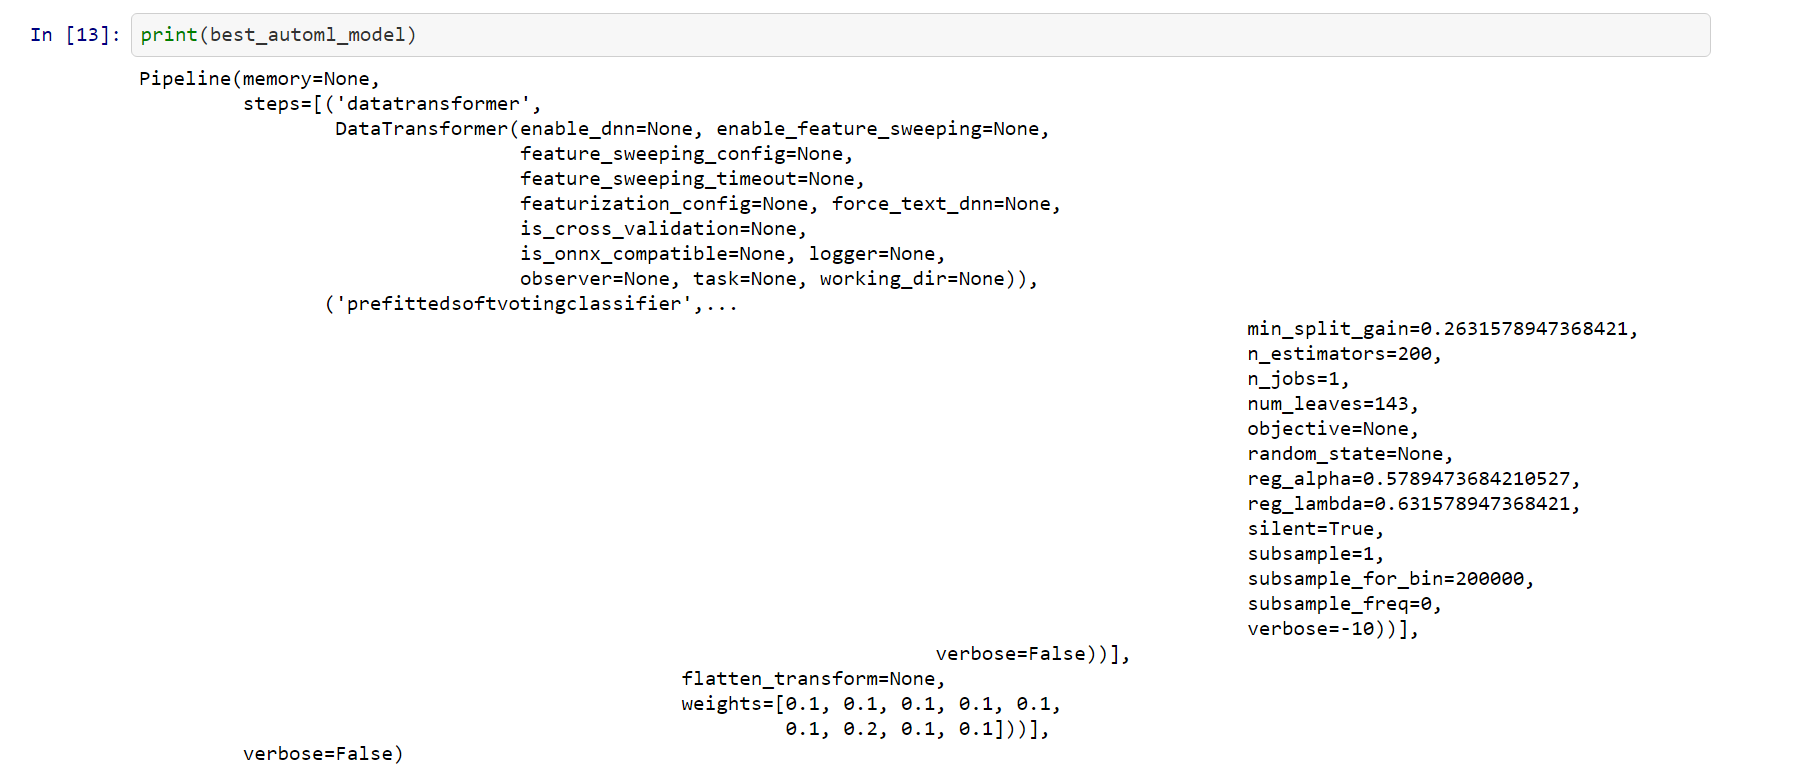 In [13]: print(best_automl_model)
Pipeline(memory=None,
steps=[('datatransformer',
DataTransformer(enable_dnn=None, enable_feature_sweeping=None,
feature_sweeping_config=None,
feature_sweeping_timeout=None,
featurization_config=None, force_text_dnn=None,
is_cross_validation=None,
is_onnx_compatible=None, logger=None,
observer=None, task=None, working_dir=None)),
('prefittedsoftvotingclassifier',...
min_split_gain=0.2631578947368421,
n_estimators=200,
n_jobs=1,
num_leaves=143,
objective=None,
random_state=None,
reg_alpha=0.5789473684210527,
reg_lambda=0.631578947368421,
silent=True,
subsample=1,
subsample_for_bin=200000,
subsample_freq=0,
verbose=-10))],
verbose=False))],
flatten_transform=None,
weights=[0.1, 0.1, 0.1, 0.1, 0.1,
0.1, 0.2, 0.1, 0.1]))],
verbose=False)